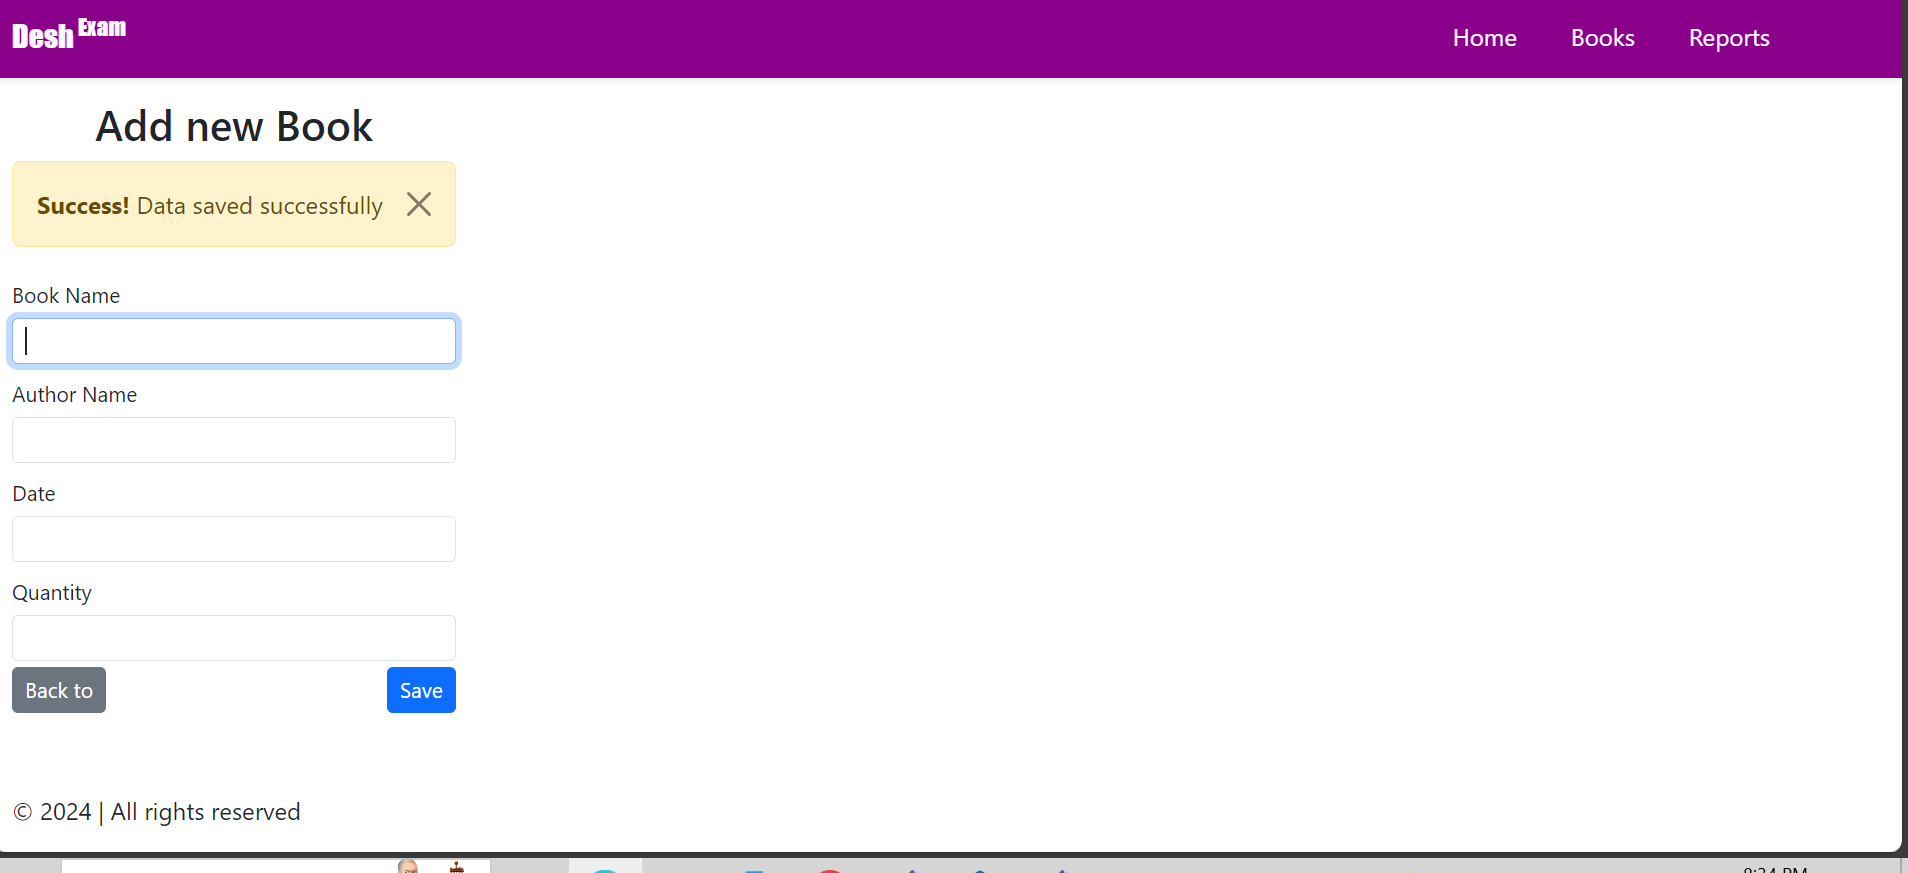 Desh Exam
Home Books Reports
Add new Book
Success! Data saved successfully
Book Name
Author Name
Date
Quantity
Back to Save
© 2024 | All rights reserved